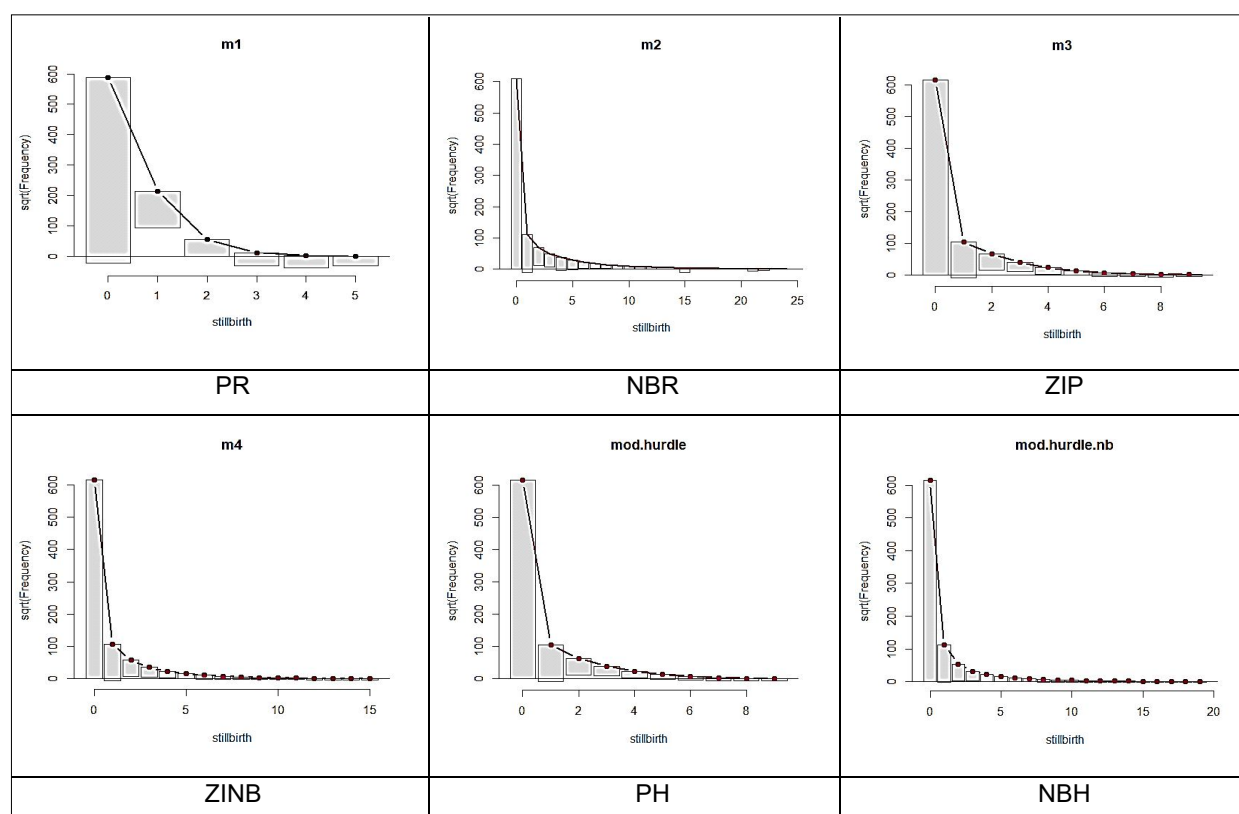 m1
sqrt(Frequency)
600
500
400
300
200
100
0
0 1 2 3 4 5
stillbirth
PR
m2
sqrt(Frequency)
600
500
400
300
200
100
0
0 5 10 15 20 25
stillbirth
NBR
m3
sqrt(Frequency)
600
500
400
300
200
100
0
0 2 4 6 8
stillbirth
ZIP
m4
sqrt(Frequency)
600
500
400
300
200
100
0
0 5 10 15
stillbirth
ZINB
mod.hurdle
sqrt(Frequency)
600
500
400
300
200
100
0
0 2 4 6 8
stillbirth
PH
mod.hurdle.nb
sqrt(Frequency)
600
500
400
300
200
100
0
0 5 10 15 20
stillbirth
NBH